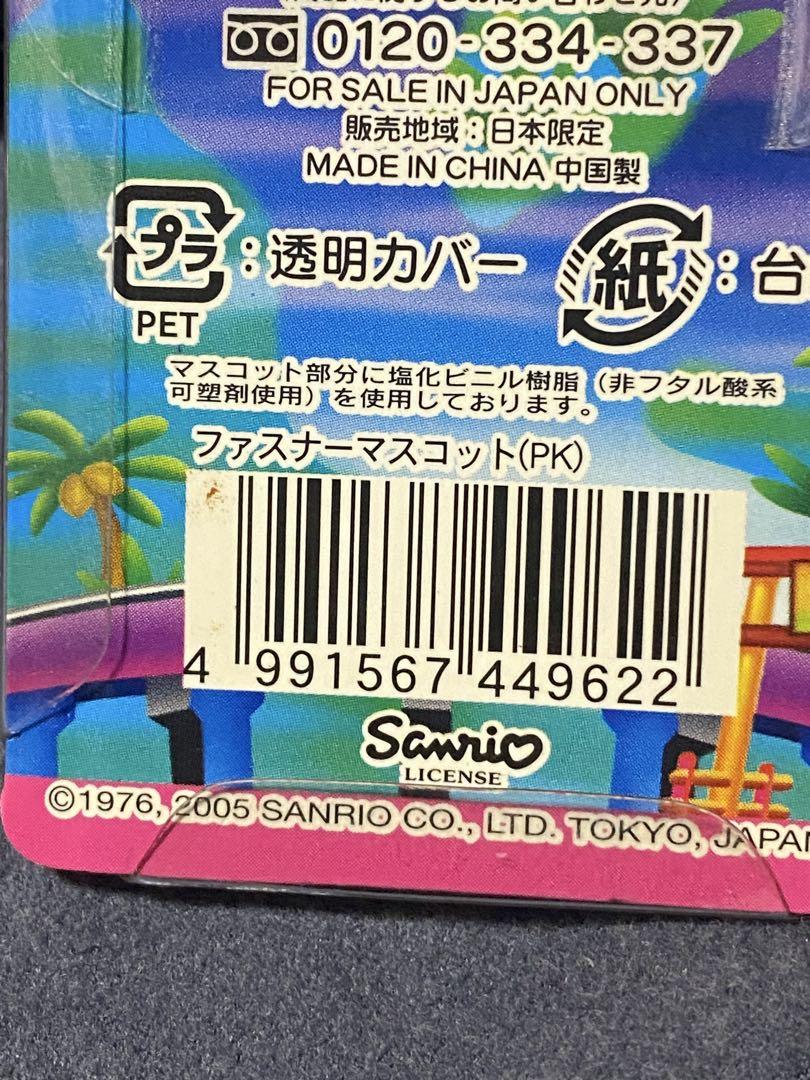 0120-334-337
FOR SALE IN JAPAN ONLY
販売地域：日本限定
MADE IN CHINA 中国製
プラ：透明カバー
PET
紙：台
マスコット部分に塩化ビニル樹脂（非フタル酸系
可塑剤使用）を使用しております。
ファスナーマスコット(PK)
4 991567 449622
Sanrio
LICENSE
©1976, 2005 SANRIO CO., LTD. TOKYO, JAPAN